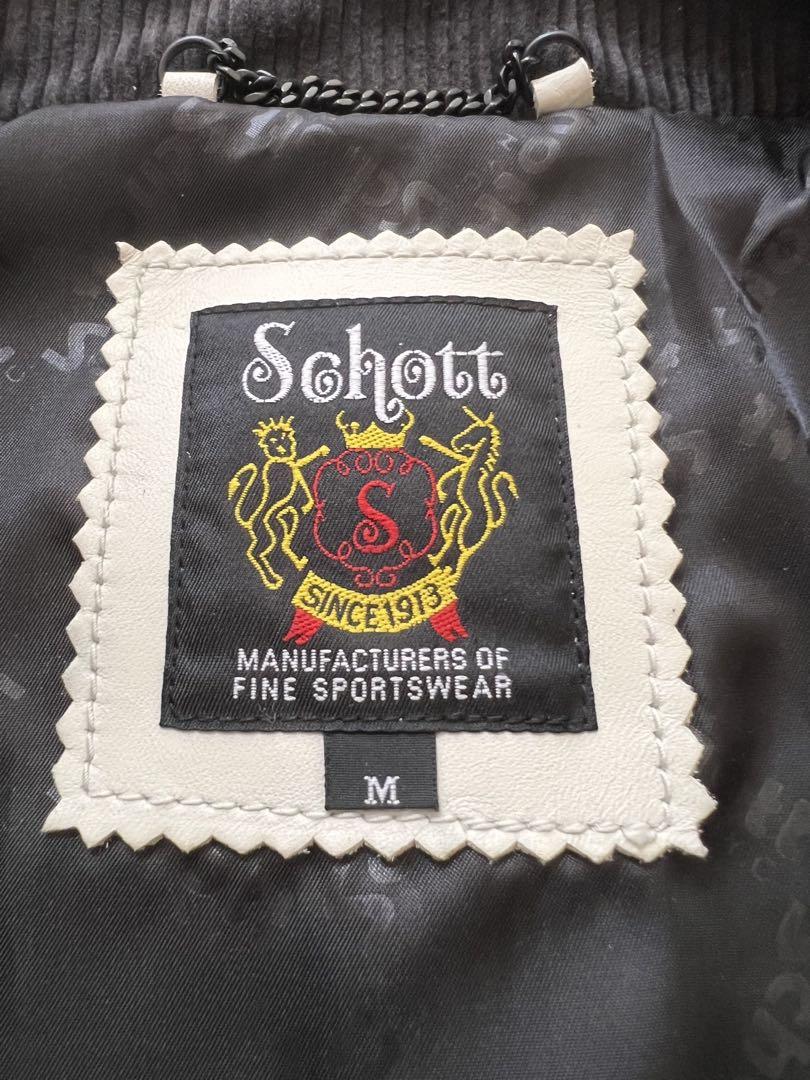 Schott
S
SINCE 1913
MANUFACTURERS OF
FINE SPORTSWEAR
M